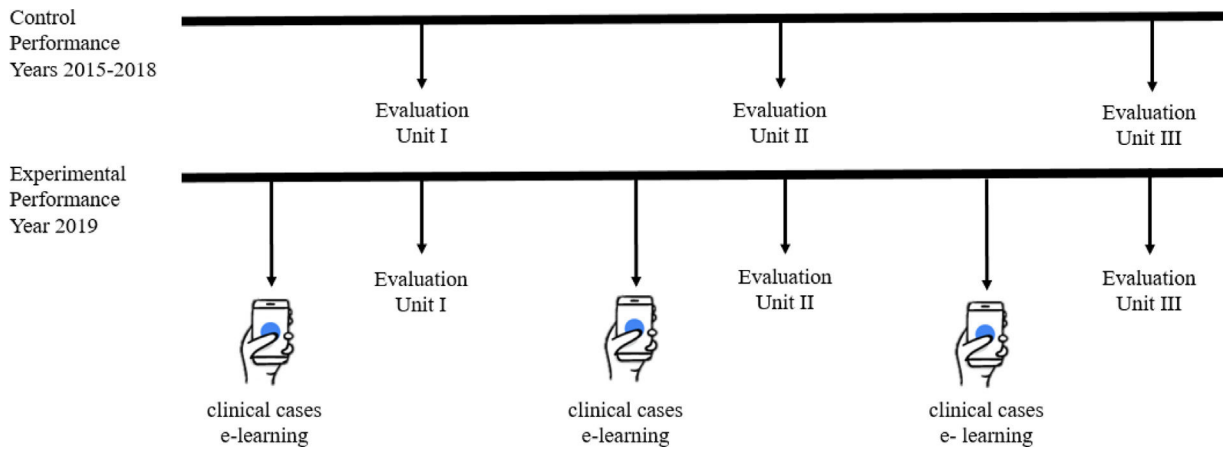 Control
Performance
Years 2015-2018
Evaluation
Unit I
Evaluation
Unit II
Evaluation
Unit III
Experimental
Performance
Year 2019
Evaluation
Unit I
Evaluation
Unit II
Evaluation
Unit III
clinical cases
e-learning
clinical cases
e-learning
clinical cases
e- learning